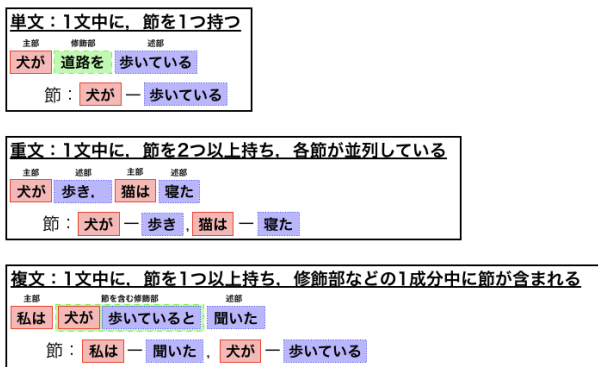 単文：1文中に，節を1つ持つ
主部 修飾部 述部
犬が 道路を 歩いている
節： 犬が ー 歩いている
重文：1文中に，節を2つ以上持ち，各節が並列している
主部 述部 主部 述部
犬が 歩き， 猫は 寝た
節： 犬が ー 歩き , 猫は ー 寝た
複文：1文中に，節を1つ以上持ち，修飾部などの1成分中に節が含まれる
主部 節を含む修飾部 述部
私は 犬が 歩いていると 聞いた
節： 私は ー 聞いた , 犬が ー 歩いている